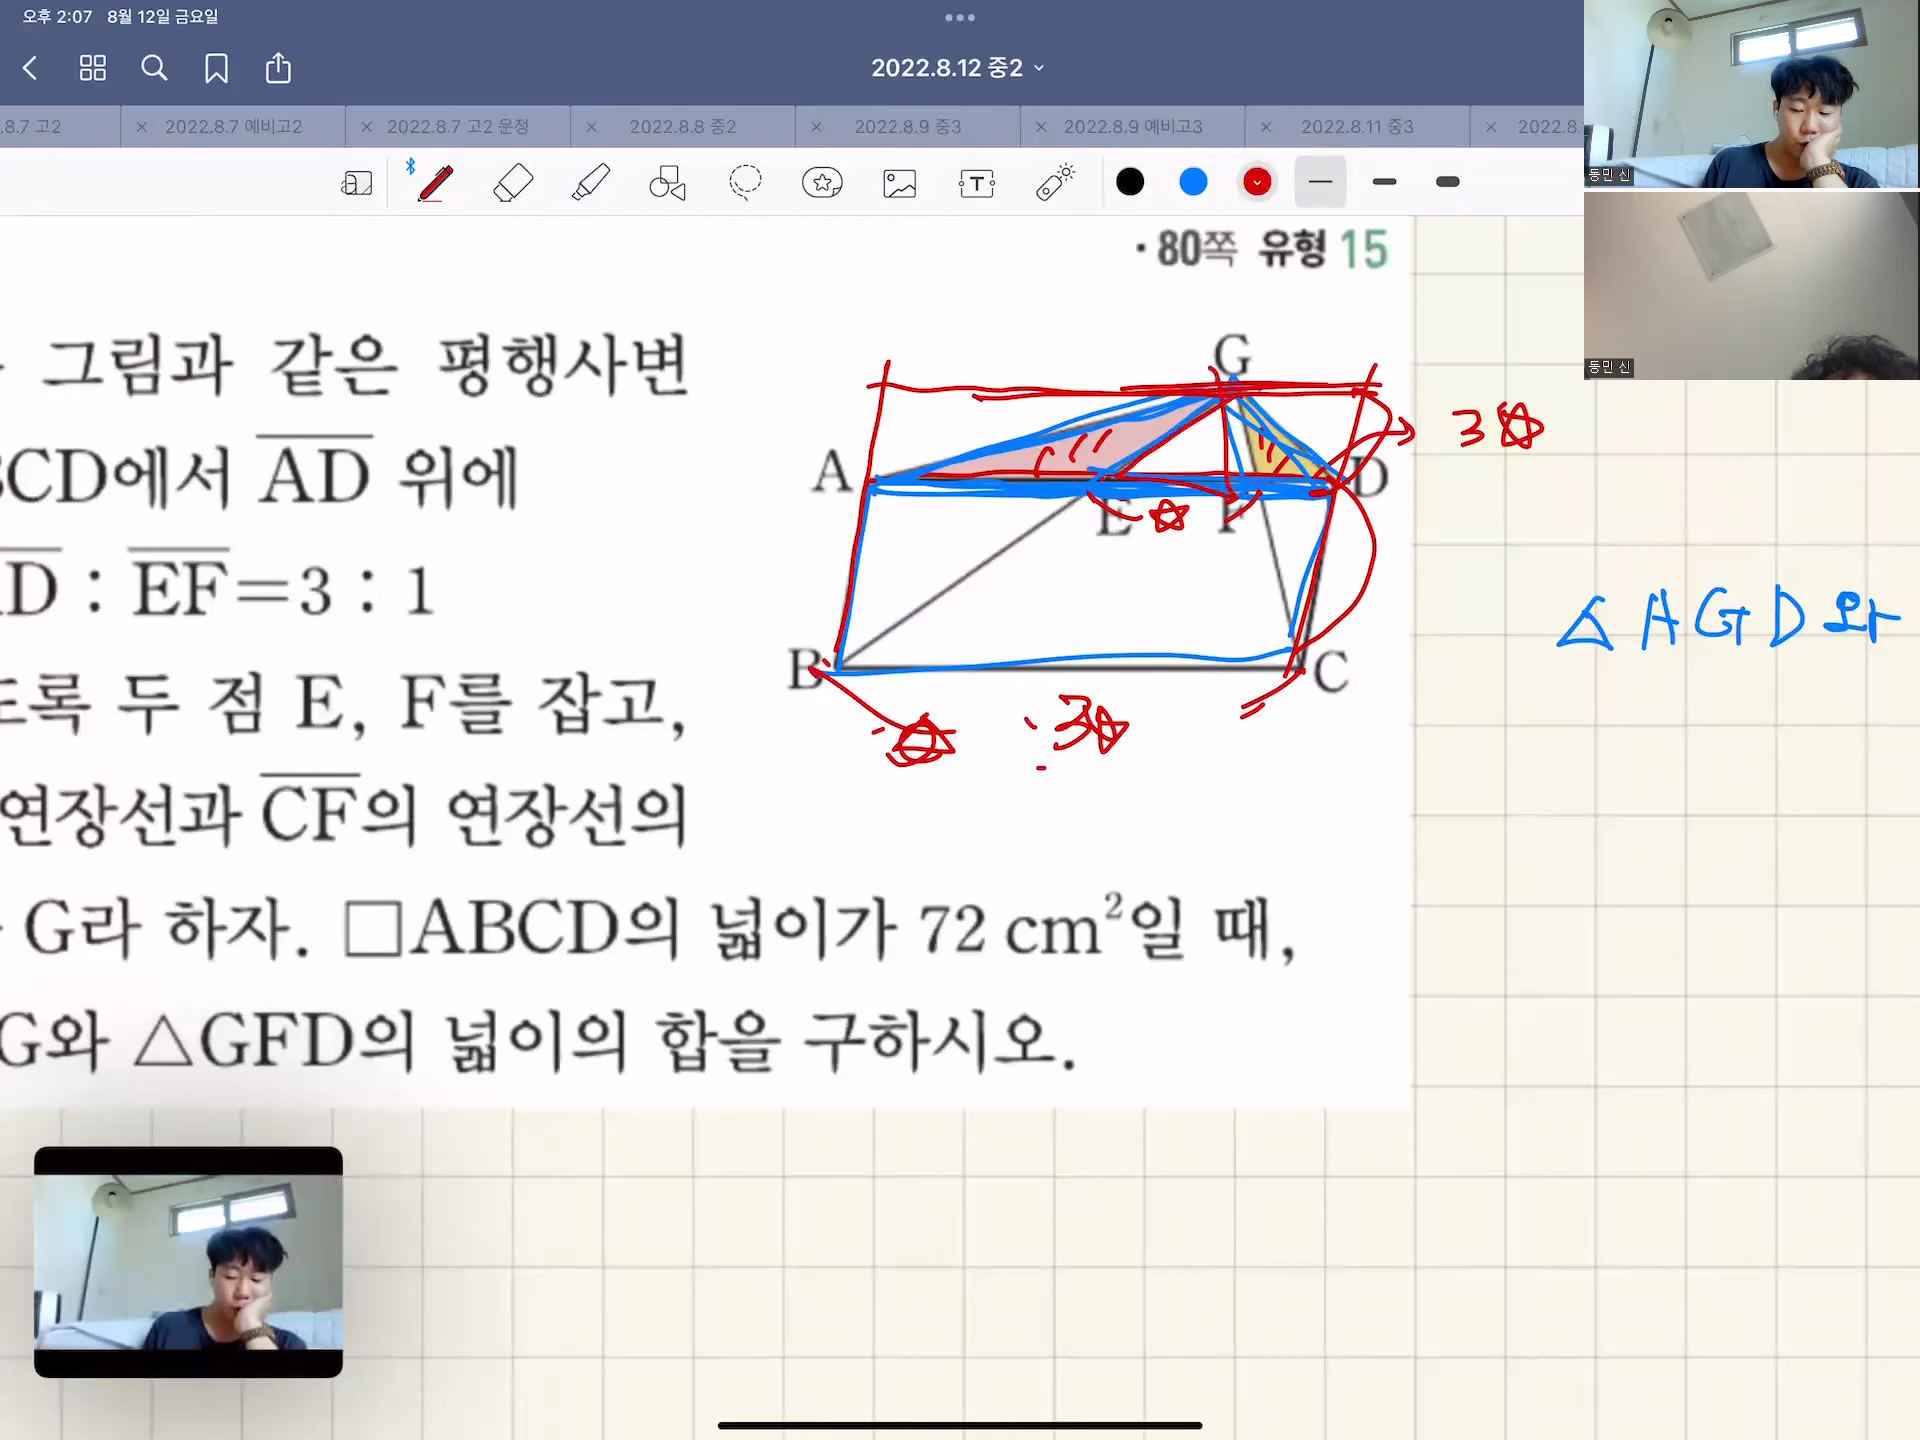 오후 2:07 8월 12일 금요일
2022.8.12 중2
.8.7 고2
2022.8.7 예비고2
2022.8.7 고2 문정
2022.8.8 중2
2022.8.9 중3
2022.8.9 예비고3
2022.8.11 중3
2022.8.
동민 신
동민 신
• 80쪽 유형 15
그림과 같은 평행사변
BCD에서 AD 위에
AD : EF=3 : 1
도록 두 점 E, F를 잡고,
연장선과 CF의 연장선의
G라 하자. □ABCD의 넓이가 72 cm²일 때,
G와 △GFD의 넓이의 합을 구하시오.
G
A
D
E
F
B
C
3☆
☆
☆ : 3☆
△AGD와